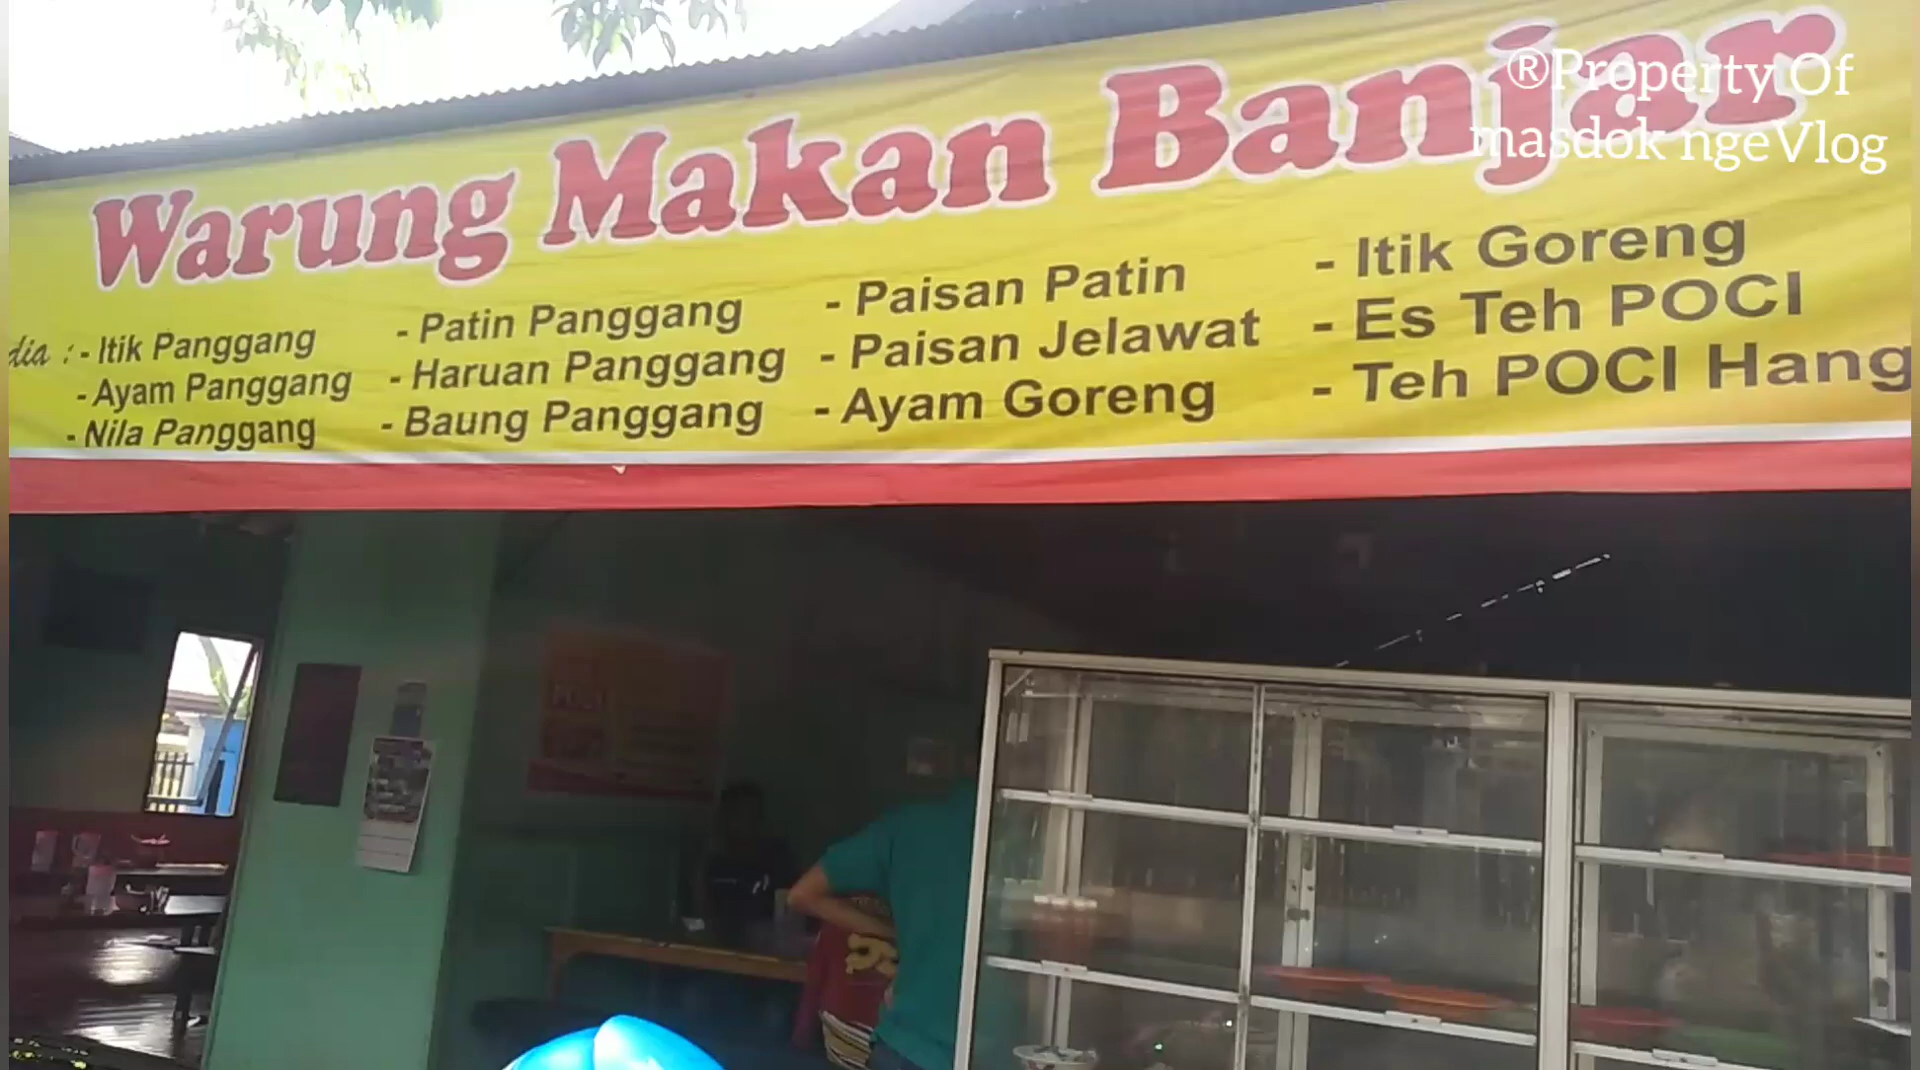 Warung Makan Banjar
®Property Of
masdok ngeVlog
dia :
- Itik Panggang
- Ayam Panggang
- Nila Panggang
- Patin Panggang
- Haruan Panggang
- Baung Panggang
- Paisan Patin
- Paisan Jelawat
- Ayam Goreng
- Itik Goreng
- Es Teh POCI
- Teh POCI Hang
POCI